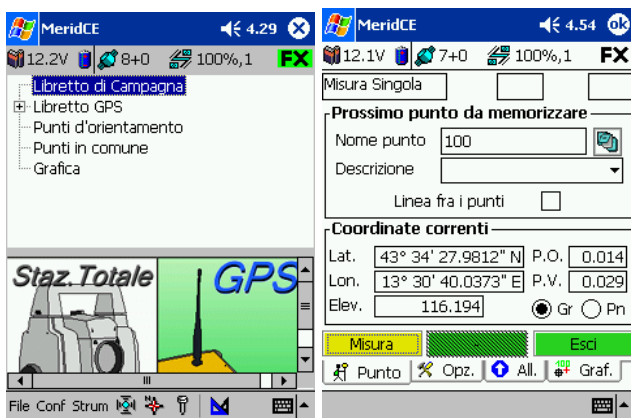 MeridCE 4.29
12.2V 8+0 100%,1 FX
Libretto di Campagna
Libretto GPS
Punti d'orientamento
Punti in comune
Grafica
Staz. Totale GPS
File Conf Strum
MeridCE 4.54 ok
12.1V 7+0 100%,1 FX
Misura Singola
Prossimo punto da memorizzare
Nome punto 100
Descrizione
Linea fra i punti
Coordinate correnti
Lat. 43° 34' 27.9812" N P.O. 0.014
Lon. 13° 30' 40.0373" E P.V. 0.029
Elev. 116.194 Gr Pn
Misura - Esci
Punto Opz. All. Graf.